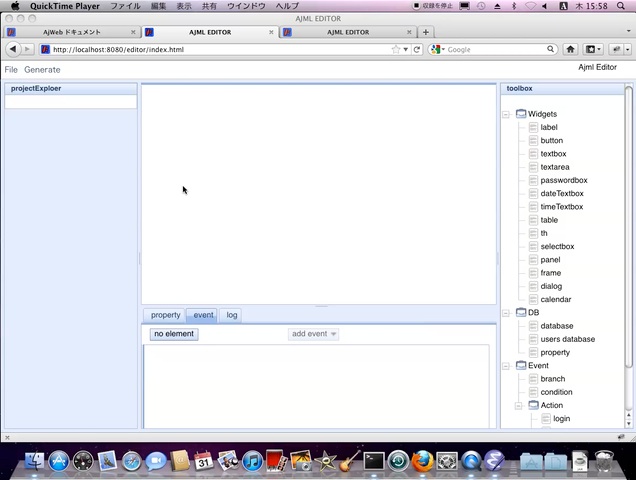 QuickTime Player ファイル 編集 表示 共有 ウインドウ ヘルプ 収録を停止 木 15:58
AJML EDITOR
AjWeb ドキュメント AJML EDITOR AJML EDITOR
http://localhost:8080/editor/index.html Google
File Generate Ajml Editor
projectExploer toolbox
Widgets
label
button
textbox
textarea
passwordbox
dateTextbox
timeTextbox
table
th
selectbox
panel
frame
dialog
calendar
DB
database
users database
property
Event
branch
condition
Action
login
property event log
no element add event